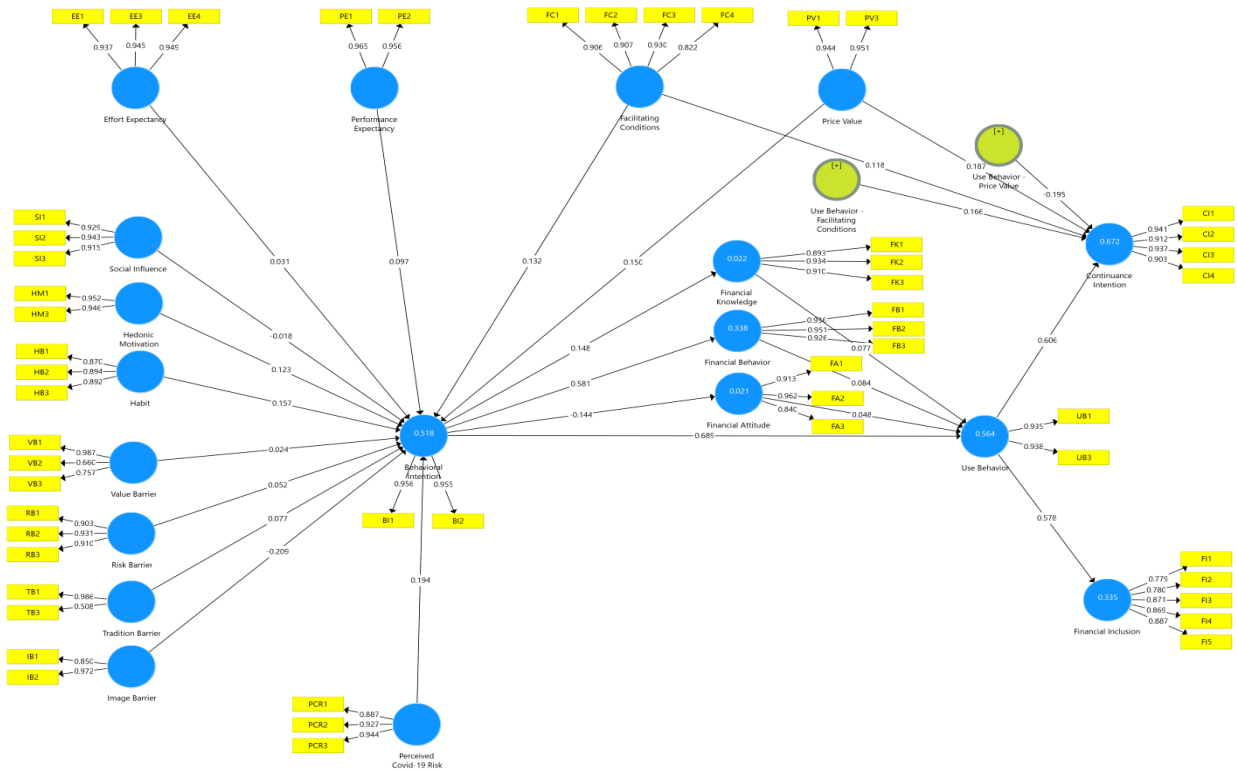 EE1 EE3 EE4 PE1 PE2 FC1 FC2 FC3 FC4 PV1 PV3
0.937 0.945 0.949 0.965 0.956 0.906 0.907 0.930 0.822 0.944 0.951
Effort Expectancy
Performance
Expectancy
Facilitating
Conditions
Price Value
[+]
Use Behavior -
Price Value
[+]
Use Behavior -
Facilitating
Conditions
0.118
0.187
-0.195
0.166
SI1
SI2
SI3
0.929
0.943
0.915
Social Influence
HM1
HM3
0.952
0.946
Hedonic
Motivation
HB1
HB2
HB3
0.870
0.894
0.892
Habit
VB1
VB2
VB3
0.987
0.660
0.757
Value Barrier
RB1
RB2
RB3
0.903
0.931
0.910
Risk Barrier
TB1
TB3
0.986
0.508
Tradition Barrier
IB1
IB2
0.850
0.972
Image Barrier
0.031
0.097
0.132
0.150
-0.018
0.123
0.157
0.024
0.052
0.077
-0.209
0.194
0.518
Behavioral
Intention
0.956
0.955
BI1
BI2
PCR1
PCR2
PCR3
0.887
0.927
0.944
Perceived
Covid-19 Risk
0.148
0.581
-0.144
0.689
0.022
Financial
Knowledge
0.893
0.934
0.910
FK1
FK2
FK3
0.338
Financial Behavior
0.936
0.951
0.926
FB1
FB2
FB3
0.021
Financial Attitude
0.913
0.962
0.840
FA1
FA2
FA3
0.077
0.084
0.048
0.672
Continuance
Intention
0.941
0.912
0.937
0.903
CI1
CI2
CI3
CI4
0.606
0.564
Use Behavior
0.935
0.938
UB1
UB3
0.578
0.335
Financial Inclusion
0.779
0.780
0.871
0.869
0.887
FI1
FI2
FI3
FI4
FI5